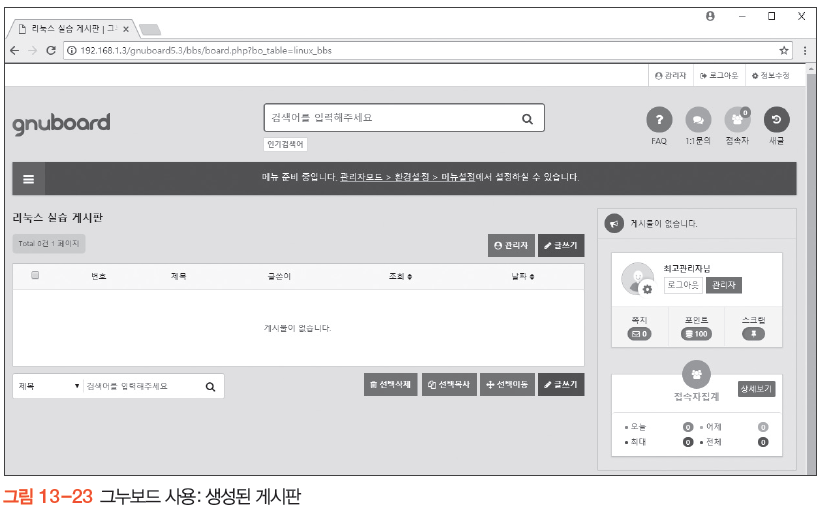 리눅스 실습 게시판 | 그
192.168.1.3/gnuboard5.3/bbs/board.php?bo_table=linux_bbs
관리자 로그아웃 정보수정
gnuboard
검색어를 입력해주세요
인기검색어
? 0
FAQ 1:1문의 접속자 새글
메뉴 준비 중입니다. 관리자모드 > 환경설정 > 메뉴설정에서 설정하실 수 있습니다.
리눅스 실습 게시판
Total 0건 1 페이지
관리자 글쓰기
번호 제목 글쓴이 조회 날짜
게시물이 없습니다.
제목 검색어를 입력해주세요
선택삭제 선택복사 선택이동 글쓰기
게시물이 없습니다.
최고관리자님
로그아웃 관리자
쪽지 포인트 스크랩
0 100
접속자집계 상세보기
오늘 0 어제 0
최대 0 전체 0
그림 13-23 그누보드 사용: 생성된 게시판